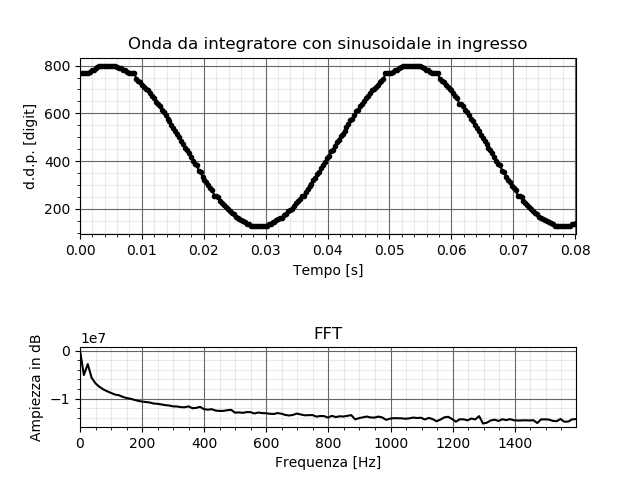 Onda da integratore con sinusoidale in ingresso
d.d.p. [digit]
800
600
400
200
0.00 0.01 0.02 0.03 0.04 0.05 0.06 0.07 0.08
Tempo [s]
FFT
1e7
Ampiezza in dB
0
−1
0 200 400 600 800 1000 1200 1400
Frequenza [Hz]